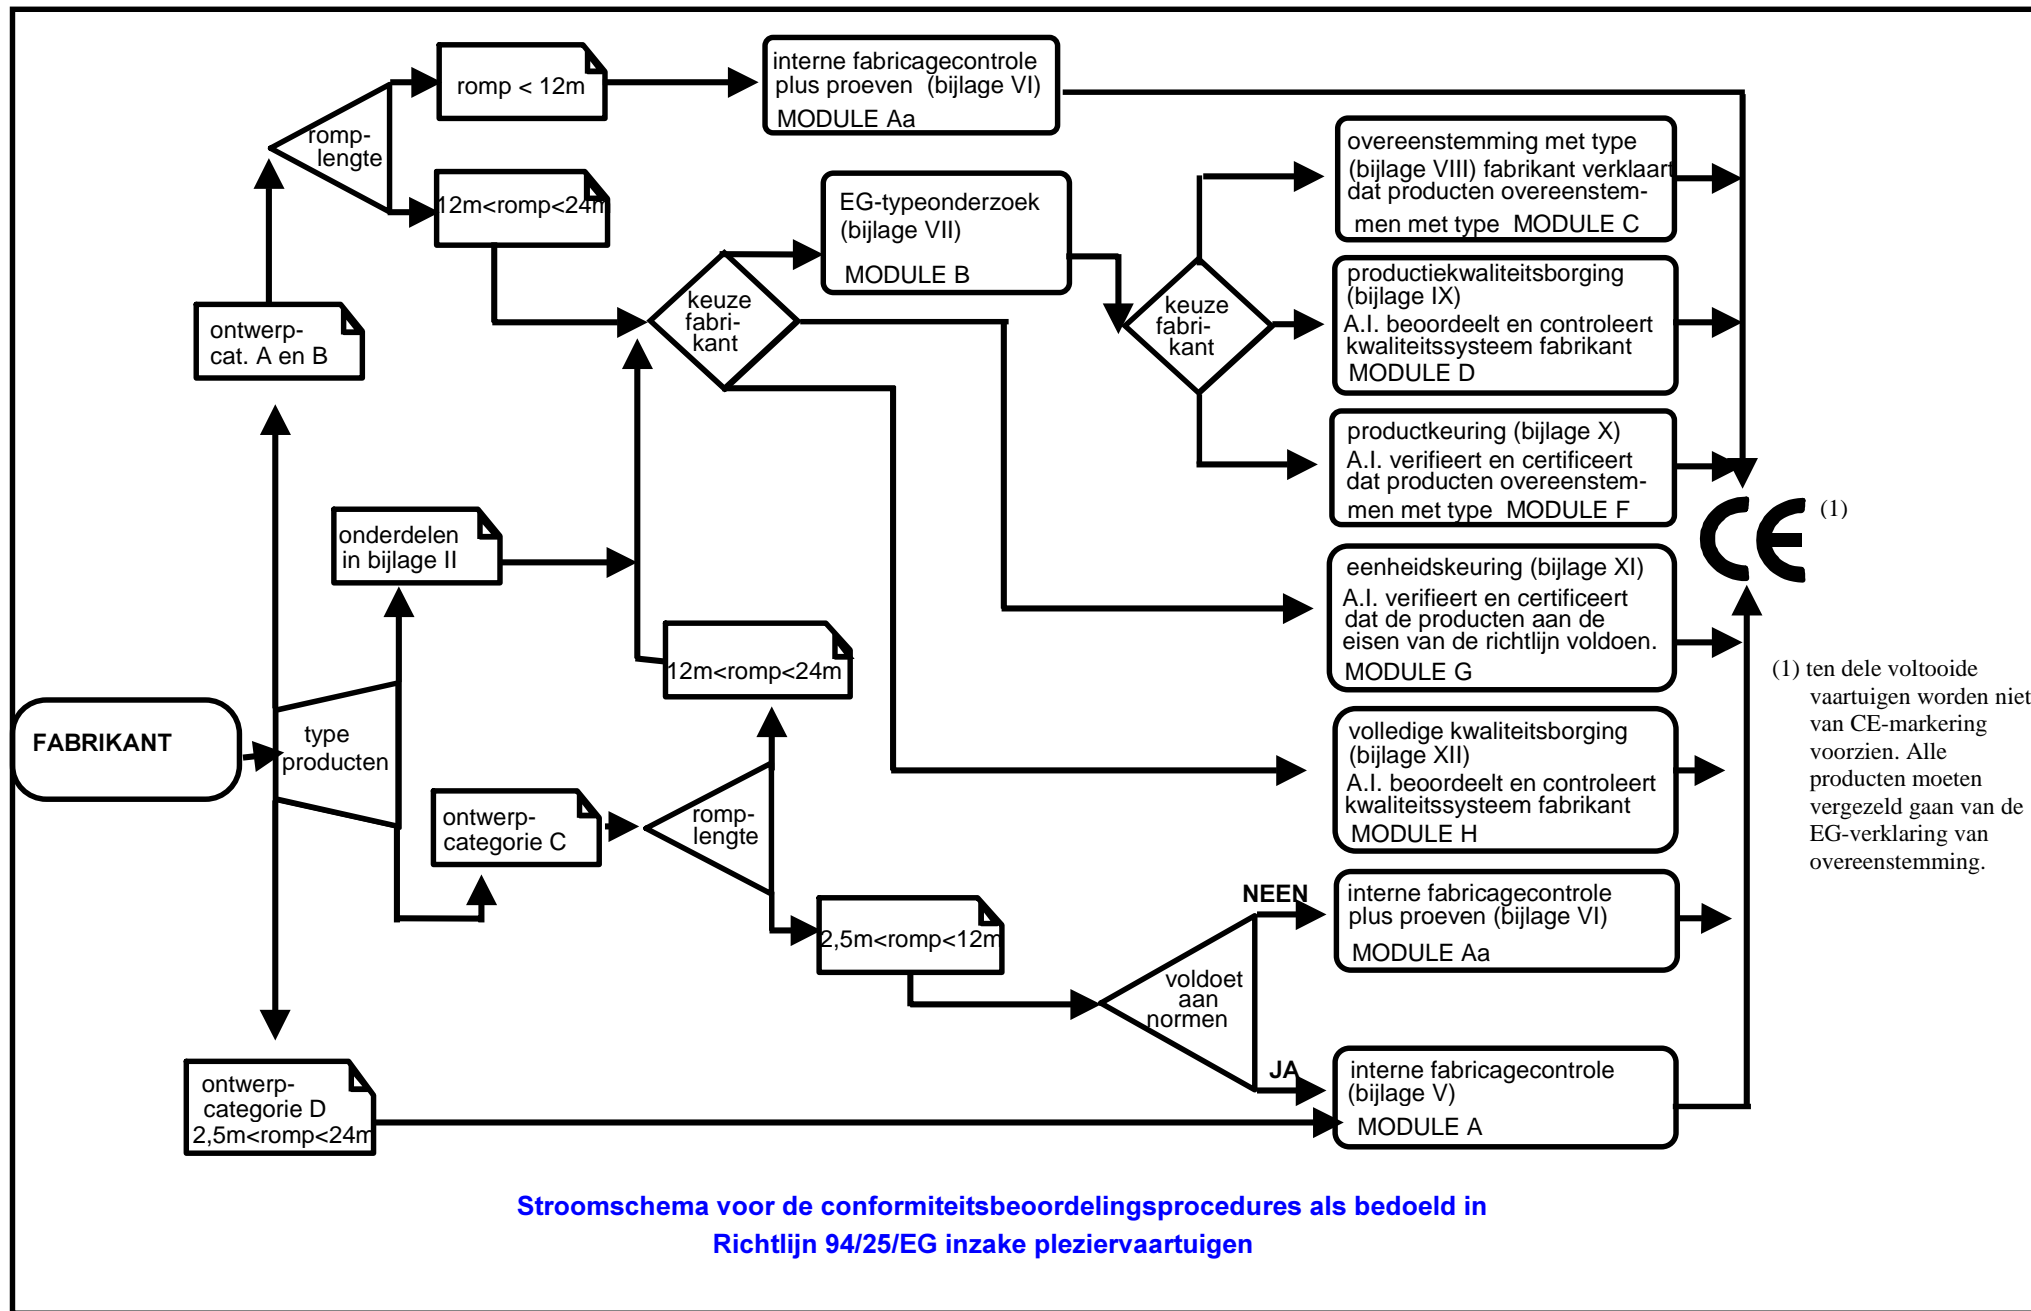 romp < 12m
interne fabricagecontrole
plus proeven (bijlage VI)
MODULE Aa
romp-
lengte
12m<romp<24m
EG-typeonderzoek
(bijlage VII)
MODULE B
overeenstemming met type
(bijlage VIII) fabrikant verklaart
dat producten overeenstem-
men met type MODULE C
ontwerp-
cat. A en B
keuze
fabri-
kant
keuze
fabri-
kant
productiekwaliteitsborging
(bijlage IX)
A.I. beoordeelt en controleert
kwaliteitssysteem fabrikant
MODULE D
productkeuring (bijlage X)
A.I. verifieert en certificeert
dat producten overeenstem-
men met type MODULE F
CE (1)
onderdelen
in bijlage II
eenheidskeuring (bijlage XI)
A.I. verifieert en certificeert
dat de producten aan de
eisen van de richtlijn voldoen.
MODULE G
12m<romp<24m
(1) ten dele voltooide
vaartuigen worden niet
van CE-markering
voorzien. Alle
producten moeten
vergezeld gaan van de
EG-verklaring van
overeenstemming.
FABRIKANT
type
producten
volledige kwaliteitsborging
(bijlage XII)
A.I. beoordeelt en controleert
kwaliteitssysteem fabrikant
MODULE H
ontwerp-
categorie C
romp-
lengte
2,5m<romp<12m
NEEN
interne fabricagecontrole
plus proeven (bijlage VI)
MODULE Aa
voldoet
aan
normen
JA
interne fabricagecontrole
(bijlage V)
MODULE A
ontwerp-
categorie D
2,5m<romp<24m
Stroomschema voor de conformiteitsbeoordelingsprocedures als bedoeld in
Richtlijn 94/25/EG inzake pleziervaartuigen